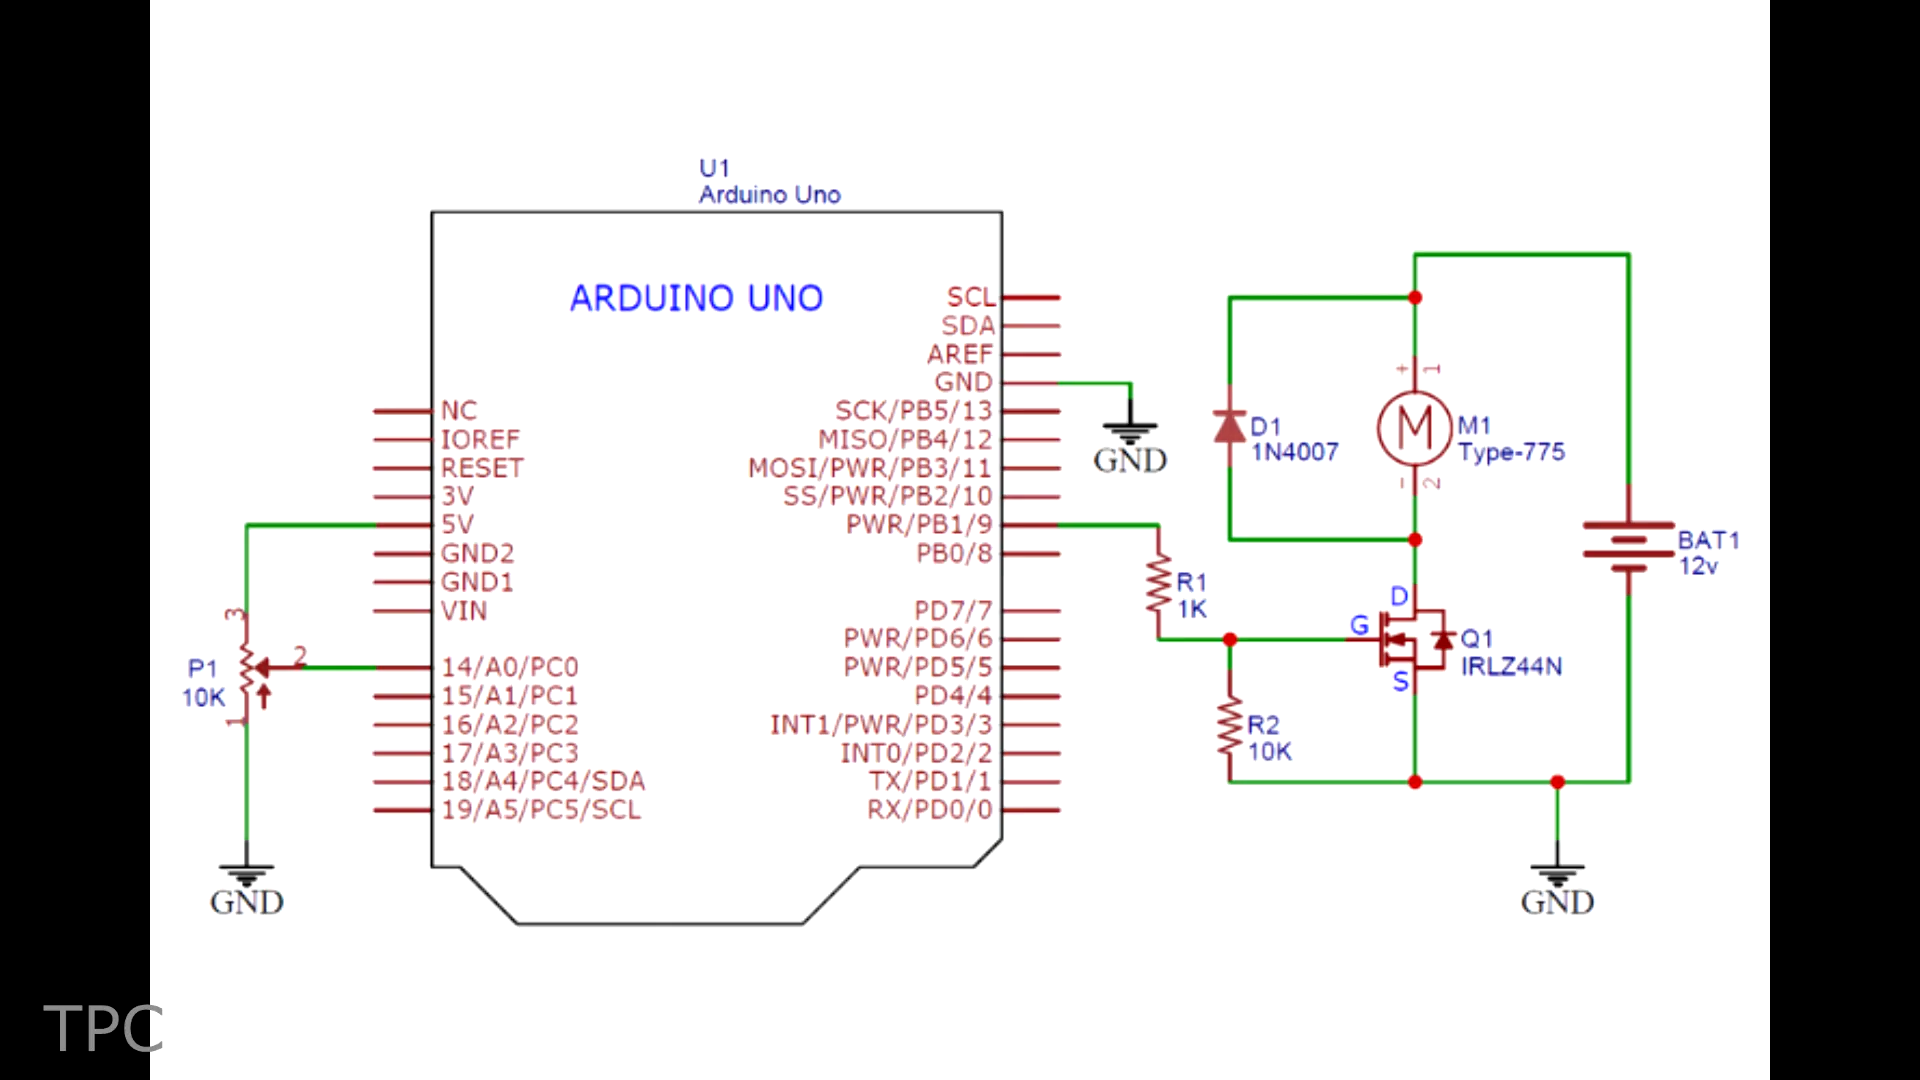 U1
Arduino Uno
ARDUINO UNO
SCL
SDA
AREF
GND
SCK/PB5/13
MISO/PB4/12
MOSI/PWR/PB3/11
SS/PWR/PB2/10
PWR/PB1/9
PB0/8
PD7/7
PWR/PD6/6
PWR/PD5/5
PD4/4
INT1/PWR/PD3/3
INT0/PD2/2
TX/PD1/1
RX/PD0/0
NC
IOREF
RESET
3V
5V
GND2
GND1
VIN
14/A0/PC0
15/A1/PC1
16/A2/PC2
17/A3/PC3
18/A4/PC4/SDA
19/A5/PC5/SCL
3
2
P1
10K
1
GND
GND
R1
1K
R2
10K
D1
1N4007
+ 1
M
M1
Type-775
- 2
D
G
S
Q1
IRLZ44N
BAT1
12v
GND
TPC